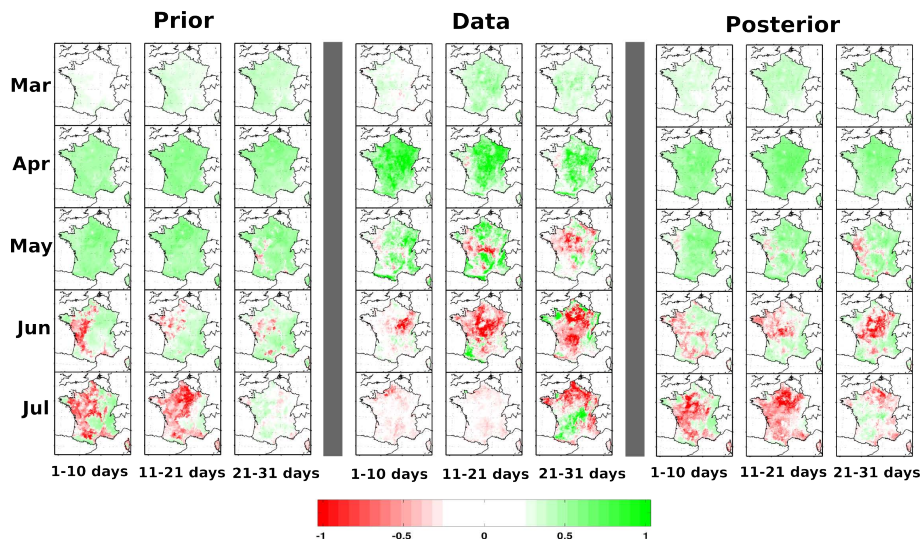 Prior Data Posterior
Mar
Apr
May
Jun
Jul
1-10 days 11-21 days 21-31 days 1-10 days 11-21 days 21-31 days 1-10 days 11-21 days 21-31 days
-1 -0.5 0 0.5 1